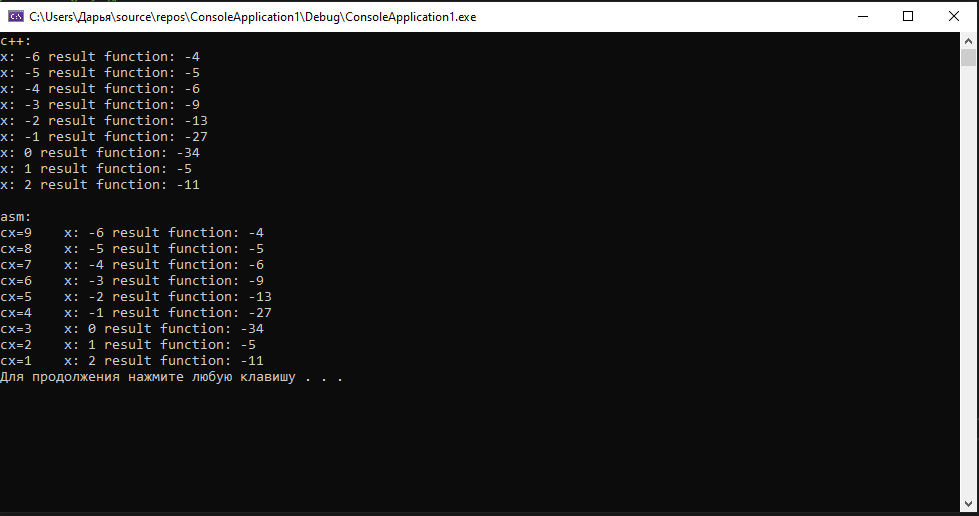 C:\Users\Дарья\source\repos\ConsoleApplication1\Debug\ConsoleApplication1.exe
c++:
x: -6 result function: -4
x: -5 result function: -5
x: -4 result function: -6
x: -3 result function: -9
x: -2 result function: -13
x: -1 result function: -27
x: 0 result function: -34
x: 1 result function: -5
x: 2 result function: -11
asm:
cx=9    x: -6 result function: -4
cx=8    x: -5 result function: -5
cx=7    x: -4 result function: -6
cx=6    x: -3 result function: -9
cx=5    x: -2 result function: -13
cx=4    x: -1 result function: -27
cx=3    x: 0 result function: -34
cx=2    x: 1 result function: -5
cx=1    x: 2 result function: -11
Для продолжения нажмите любую клавишу . . .